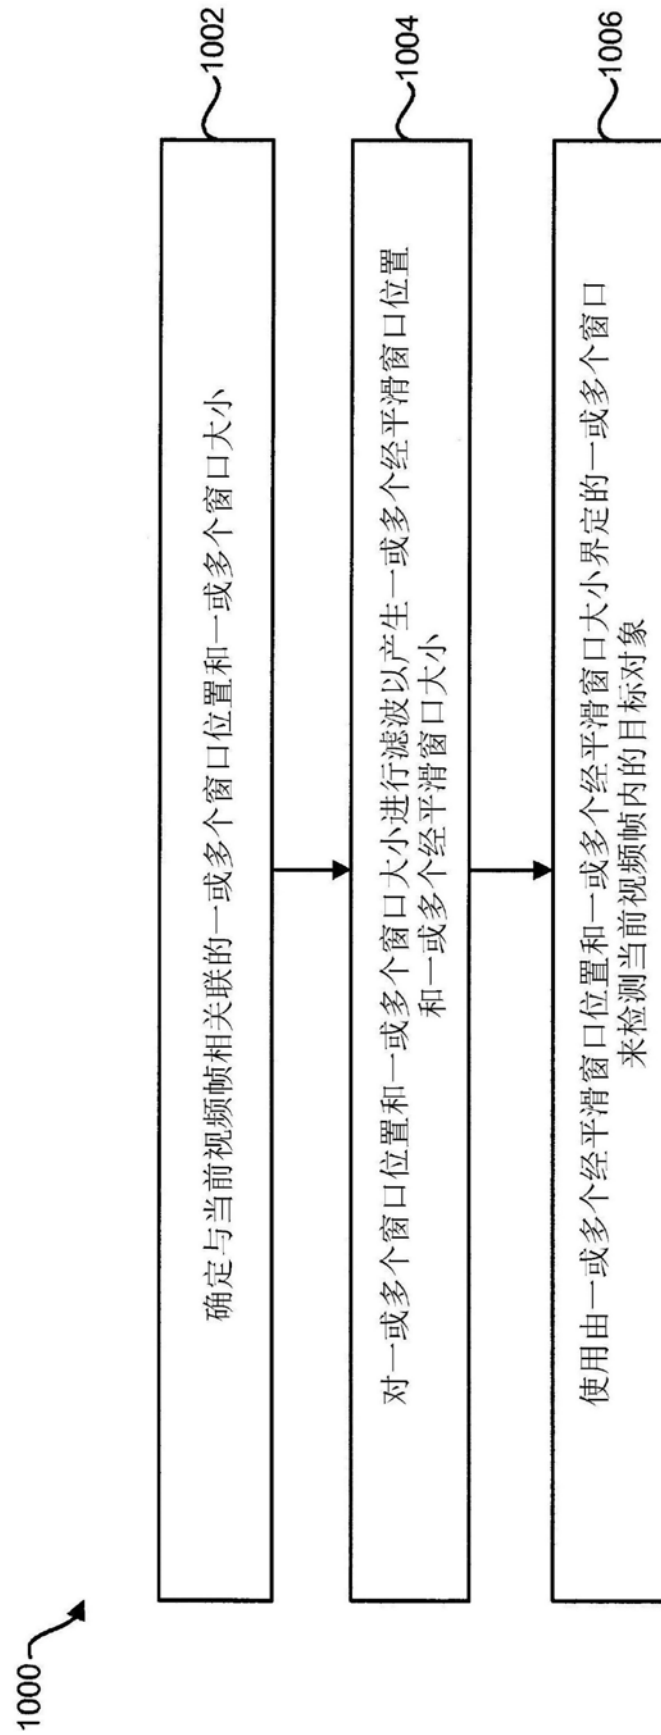 1000
1002
确定与当前视频帧相关联的一或多个窗口位置和一或多个窗口大小
1004
对一或多个窗口位置和一或多个窗口大小进行滤波以产生一或多个经平滑窗口位置
和一或多个经平滑窗口大小
1006
使用由一或多个经平滑窗口位置和一或多个经平滑窗口大小界定的一或多个窗口
来检测当前视频帧内的目标对象